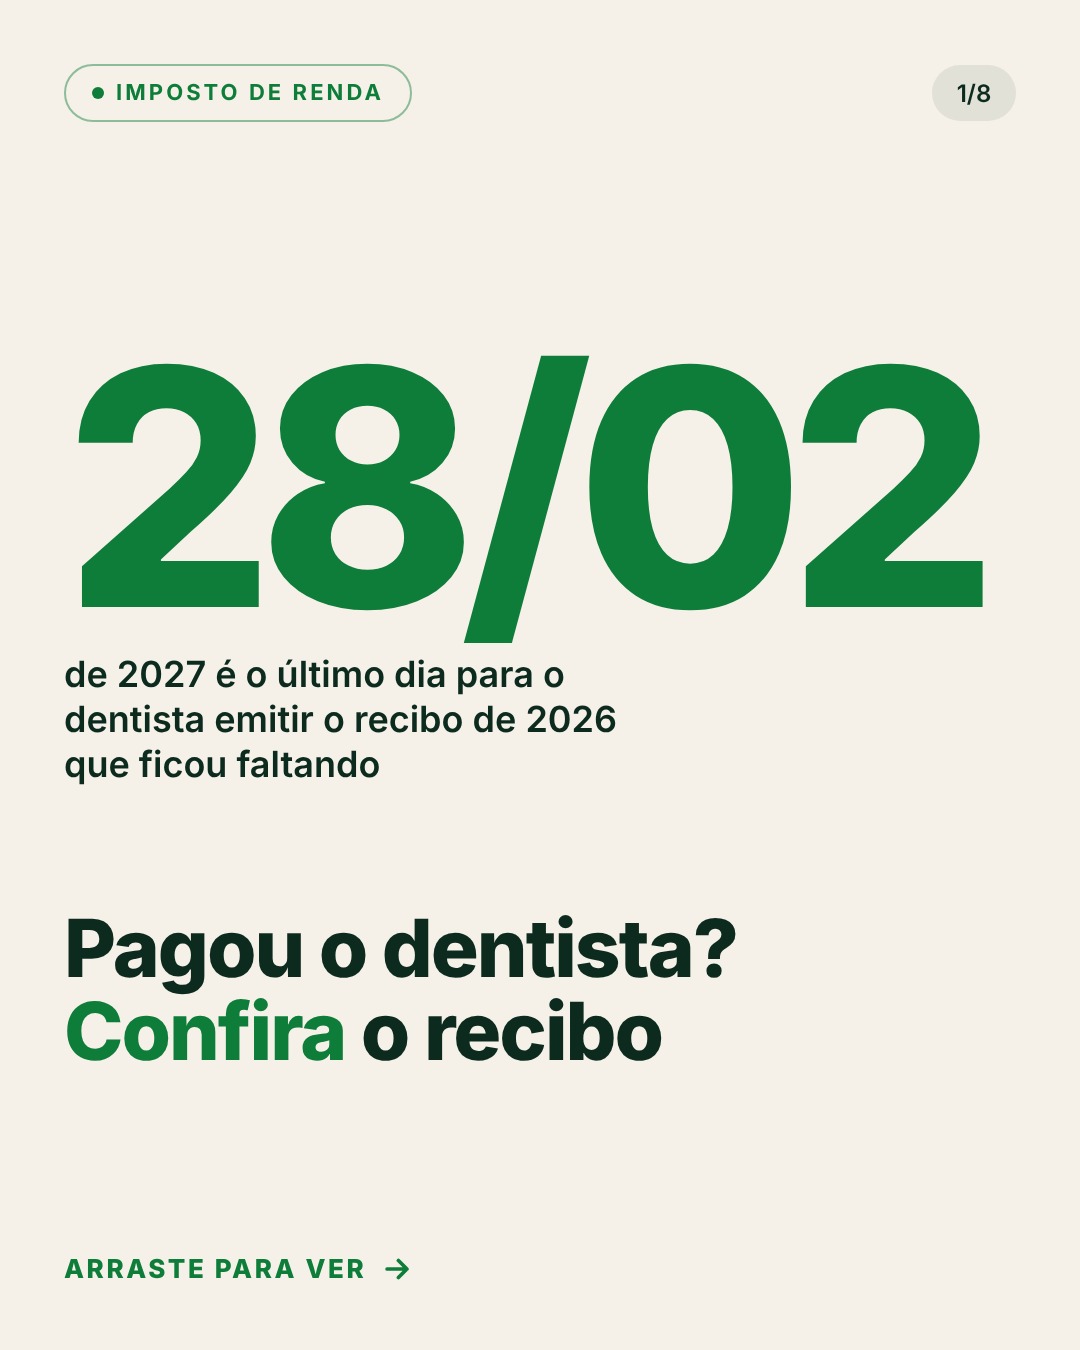 IMPOSTO DE RENDA
1/8
28/02
de 2027 é o último dia para o
dentista emitir o recibo de 2026
que ficou faltando
Pagou o dentista?
Confira o recibo
ARRASTE PARA VER →